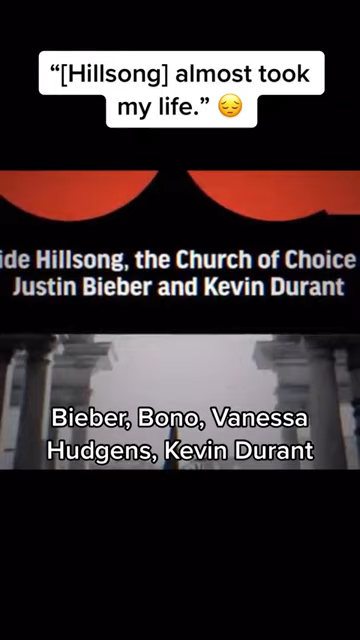 “[Hillsong] almost took
my life.” 😔
ide Hillsong, the Church of Choice
Justin Bieber and Kevin Durant
Bieber, Bono, Vanessa
Hudgens, Kevin Durant